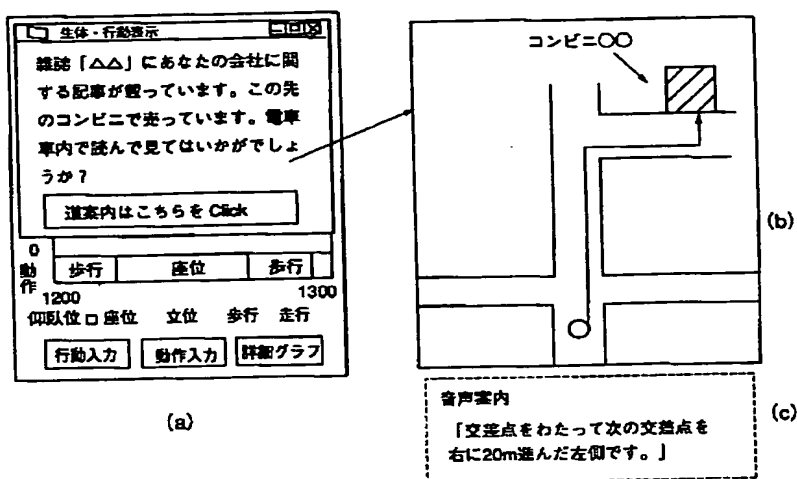 生体・行動表示
雑誌「△△」にあなたの会社に関
する記事が載っています。この先
のコンビニで売っています。電車
車内で読んで見てはいかがでしょ
うか?
道案内はこちらを Click
0
動作
歩行 座位 歩行
1200 1300
仰臥位 座位 立位 歩行 走行
行動入力 動作入力 詳細グラフ
(a)
コンビニ○○
(b)
音声案内
「交差点をわたって次の交差点を
右に20m進んだ左側です。」
(c)